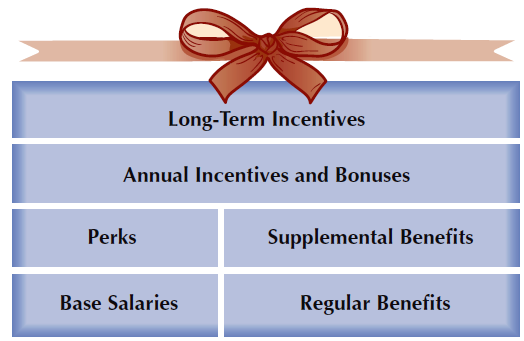 Long-Term Incentives
Annual Incentives and Bonuses
Perks
Supplemental Benefits
Base Salaries
Regular Benefits